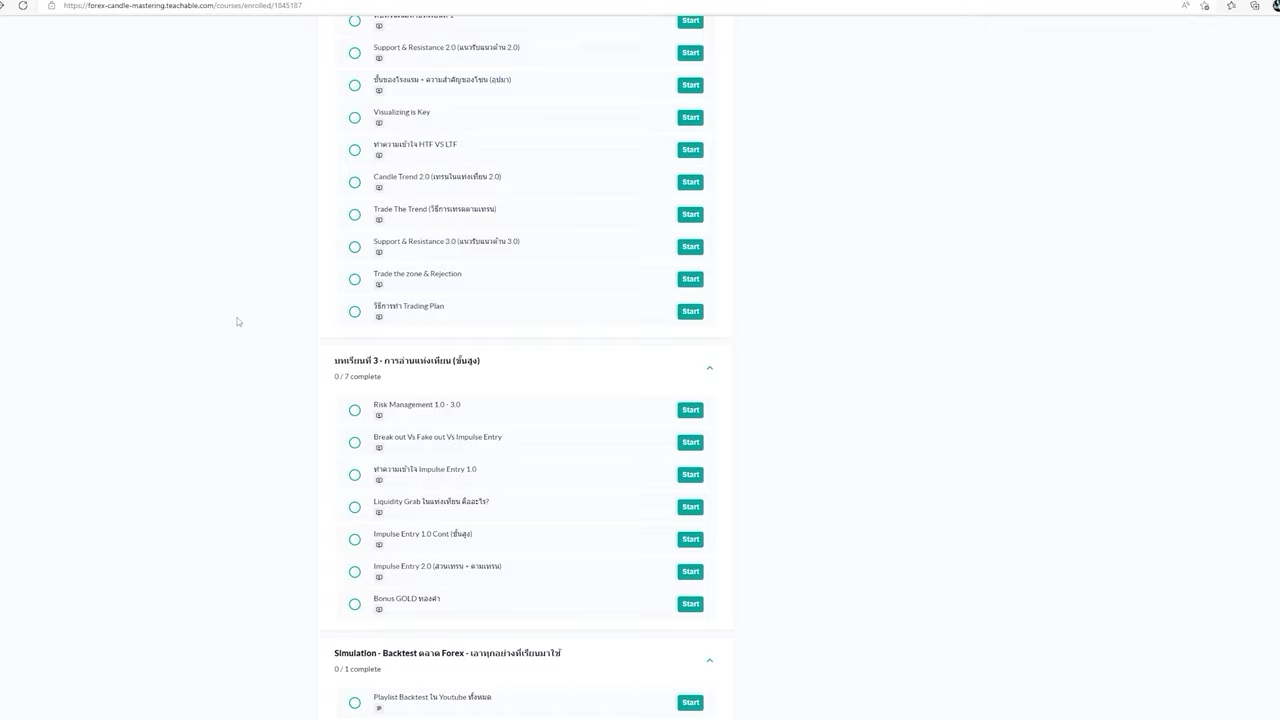 https://forex-candle-mastering.teachable.com/courses/enrolled/1845187
Start
Support & Resistance 2.0 (แนวรับแนวต้าน 2.0)
Start
ชั้นของโรงแรม + ความสำคัญของโซน (อุปมา)
Start
Visualizing is Key
Start
ทำความเข้าใจ HTF VS LTF
Start
Candle Trend 2.0 (เทรนในแท่งเทียน 2.0)
Start
Trade The Trend (วิธีการเทรดตามเทรน)
Start
Support & Resistance 3.0 (แนวรับแนวต้าน 3.0)
Start
Trade the zone & Rejection
Start
วิธีการทำ Trading Plan
Start
บทเรียนที่ 3 - การอ่านแท่งเทียน (ขั้นสูง)
0 / 7 complete
Risk Management 1.0 - 3.0
Start
Break out Vs Fake out Vs Impulse Entry
Start
ทำความเข้าใจ Impulse Entry 1.0
Start
Liquidity Grab ในแท่งเทียน คืออะไร?
Start
Impulse Entry 1.0 Cont (ขั้นสูง)
Start
Impulse Entry 2.0 (สวนเทรน + ตามเทรน)
Start
Bonus GOLD ทองคำ
Start
Simulation - Backtest ตลาด Forex - เอาทุกอย่างที่เรียนมาใช้
0 / 1 complete
Playlist Backtest ใน Youtube ทั้งหมด
Start